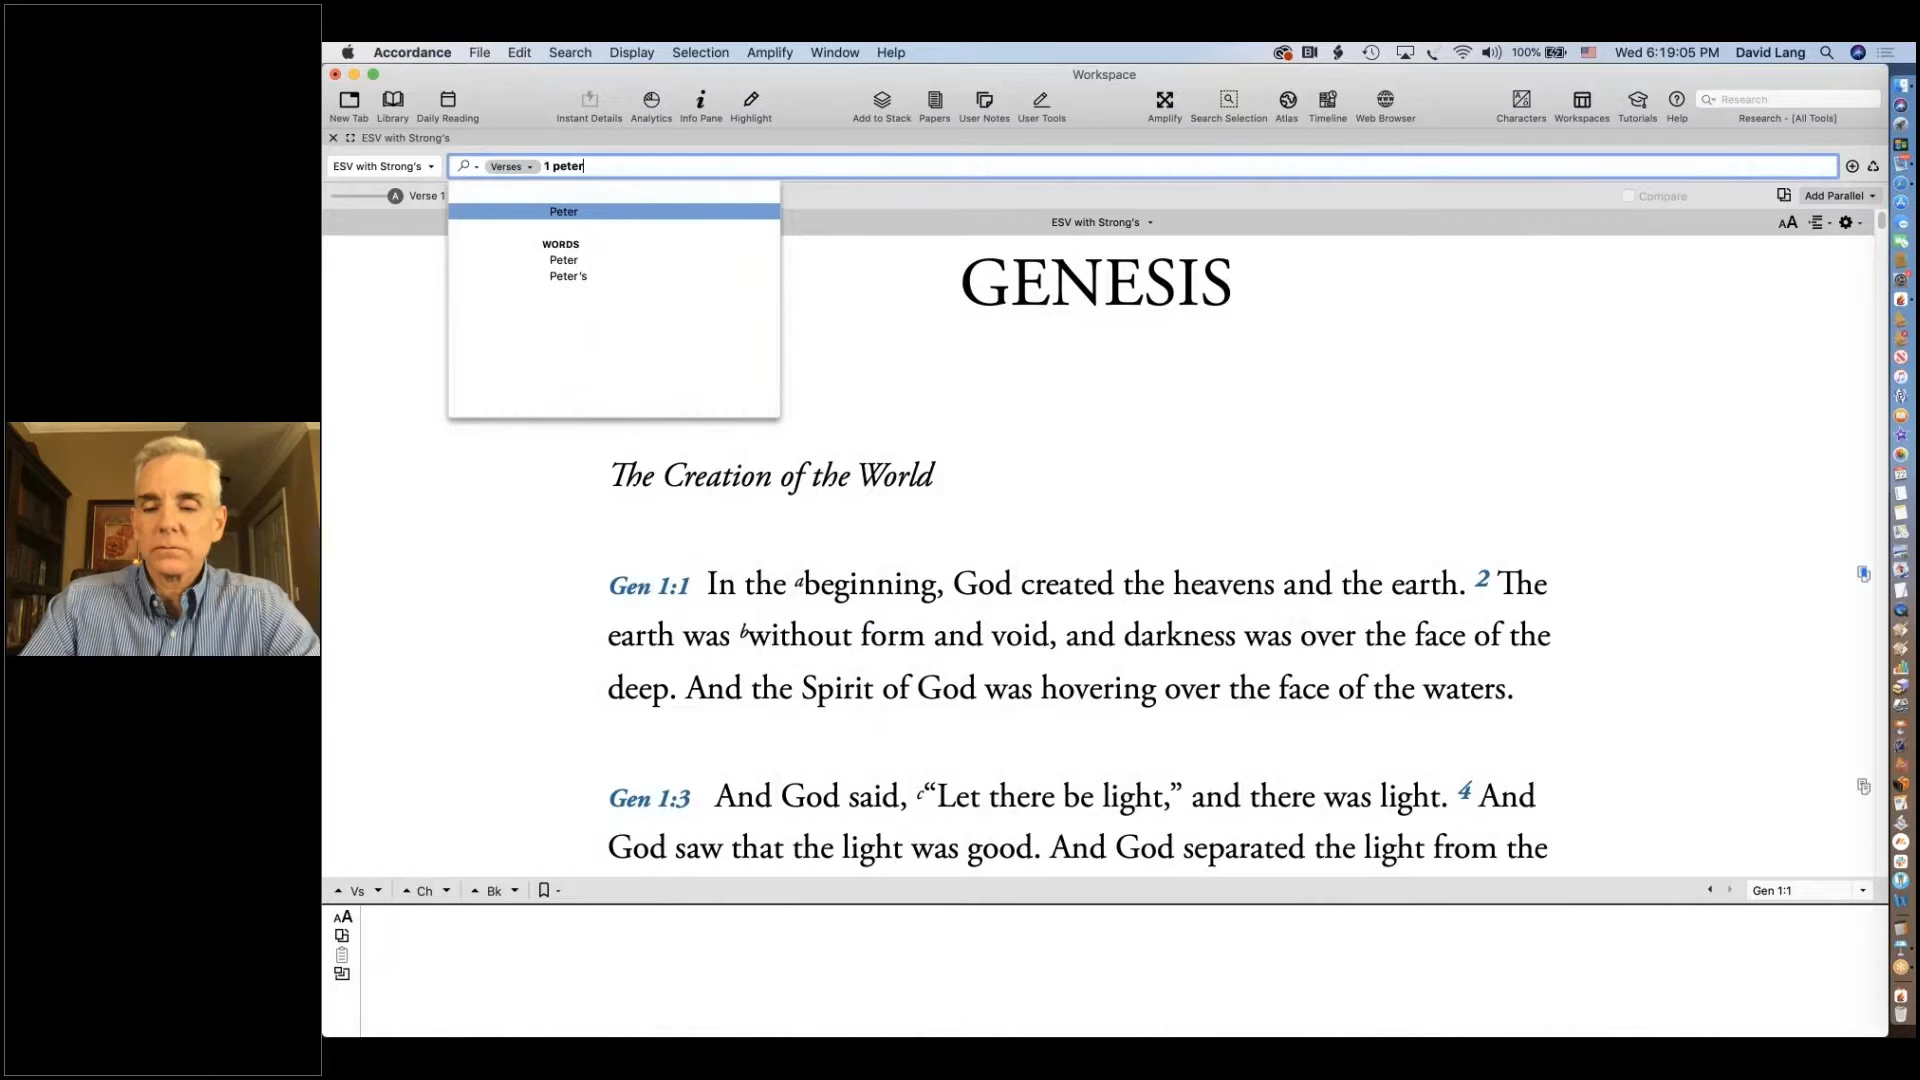 Accordance File Edit Search Display Selection Amplify Window Help 100% Wed 6:19:05 PM David Lang
Workspace
New Tab Library Daily Reading Instant Details Analytics Info Pane Highlight Add to Stack Papers User Notes User Tools Amplify Search Selection Atlas Timeline Web Browser Characters Workspaces Tutorials Help Research
Research - [All Tools]
ESV with Strong's
ESV with Strong's Verses 1 peter
A Verse 1 Compare Add Parallel
Peter
ESV with Strong's AA
WORDS
Peter
Peter's
GENESIS
The Creation of the World
Gen 1:1 In the a beginning, God created the heavens and the earth. 2 The
earth was b without form and void, and darkness was over the face of the
deep. And the Spirit of God was hovering over the face of the waters.
Gen 1:3 And God said, c “Let there be light,” and there was light. 4 And
God saw that the light was good. And God separated the light from the
Vs Ch Bk Gen 1:1
AA